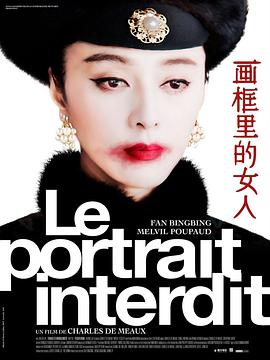 画框里的女人
Le
FAN BINGBING
MELVIL POUPAUD
portrait
interdit
UN FILM DE CHARLES DE MEAUX